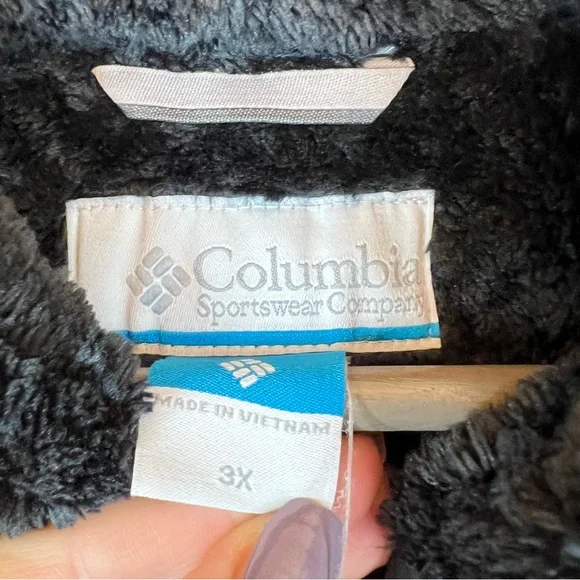 Columbia
Sportswear Company
MADE IN VIETNAM
3X